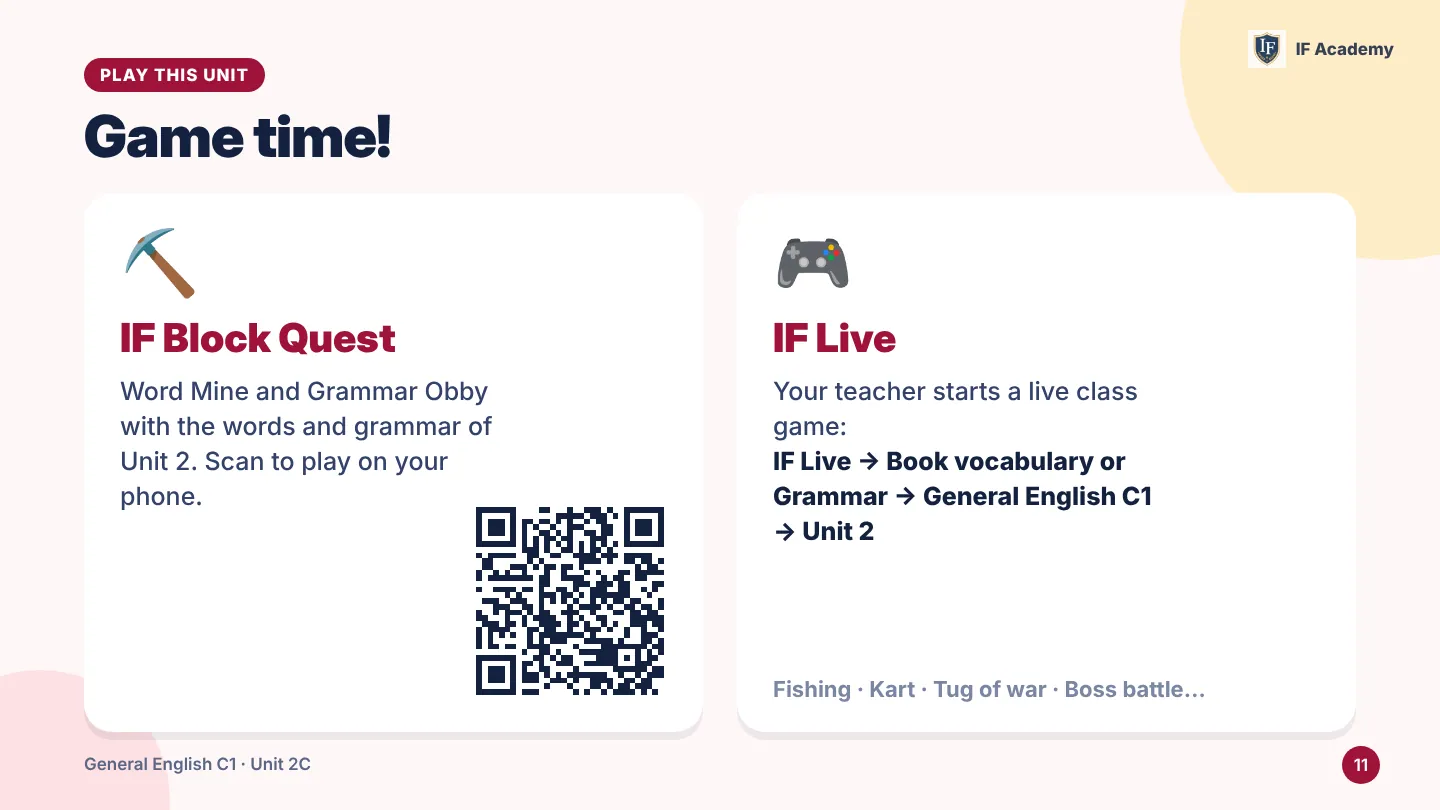 IF Academy
PLAY THIS UNIT
Game time!
IF Block Quest
Word Mine and Grammar Obby
with the words and grammar of
Unit 2. Scan to play on your
phone.
IF Live
Your teacher starts a live class
game:
IF Live → Book vocabulary or
Grammar → General English C1
→ Unit 2
Fishing · Kart · Tug of war · Boss battle...
General English C1 · Unit 2C
11